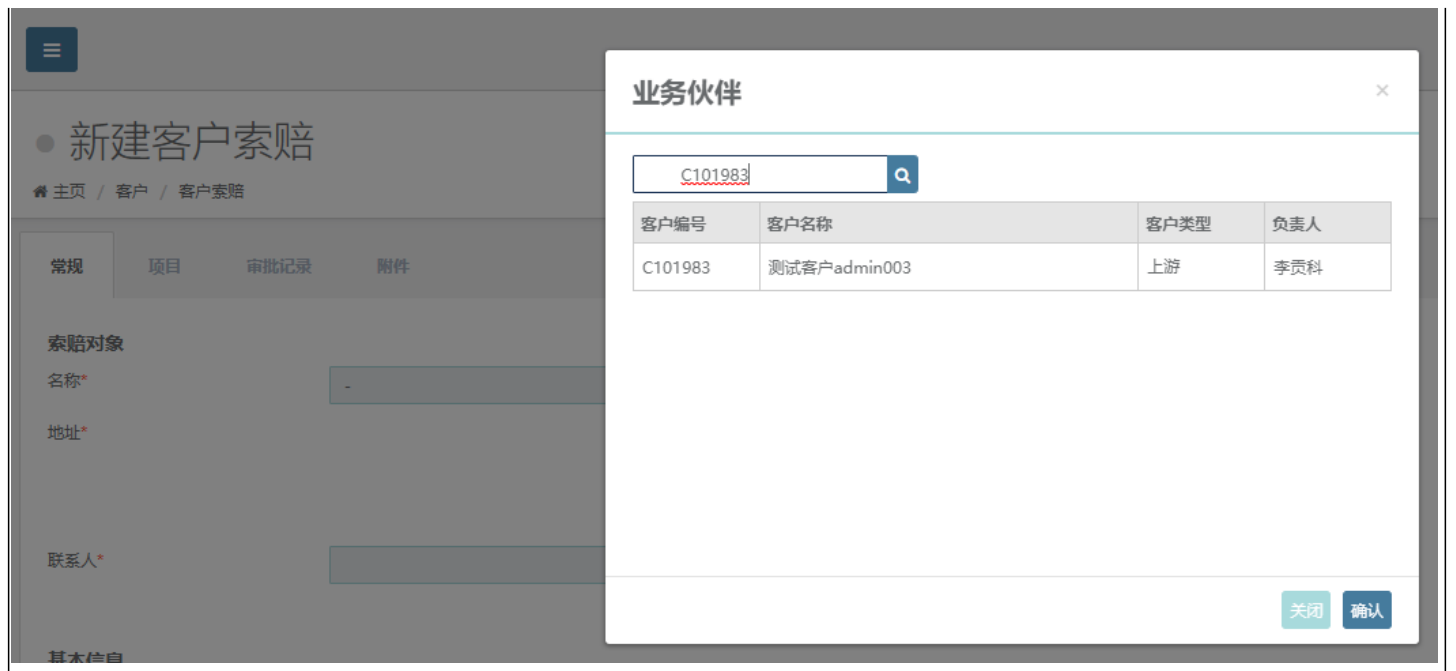 新建客户索赔
主页 / 客户 / 客户索赔
常规 项目 审批记录 附件
索赔对象
名称*
-
地址*
联系人*
基本信息
业务伙伴
×
C101983
客户编号 客户名称 客户类型 负责人
C101983 测试客户admin003 上游 李贡科
关闭 确认